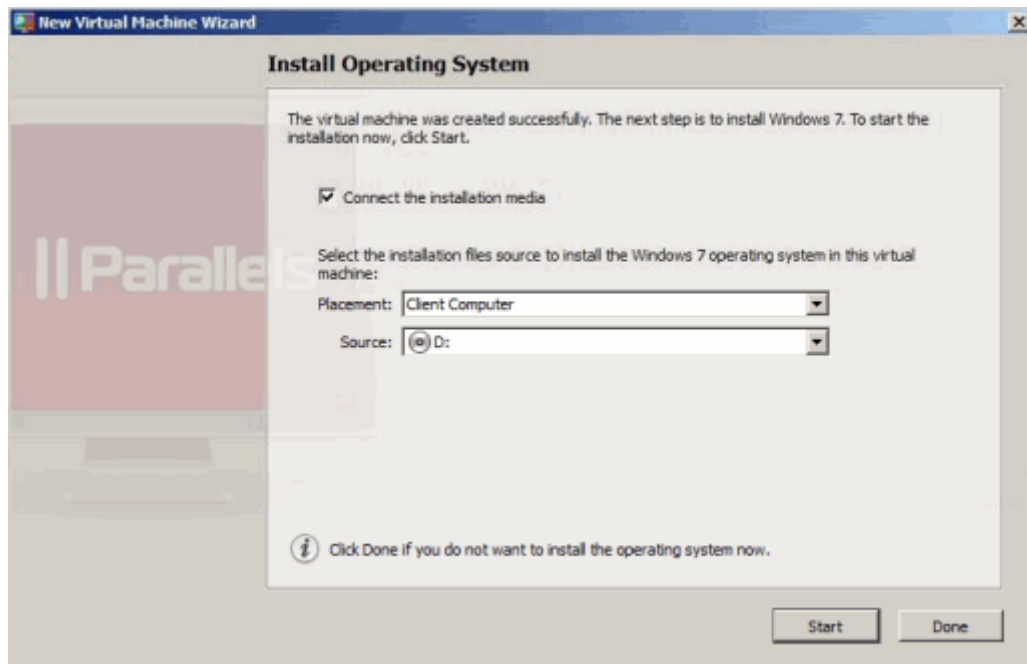 New Virtual Machine Wizard
Install Operating System
The virtual machine was created successfully. The next step is to install Windows 7. To start the
installation now, click Start.
Connect the installation media
Parallels
Select the installation files source to install the Windows 7 operating system in this virtual
machine:
Placement: Client Computer
Source: D:
Click Done if you do not want to install the operating system now.
Start Done